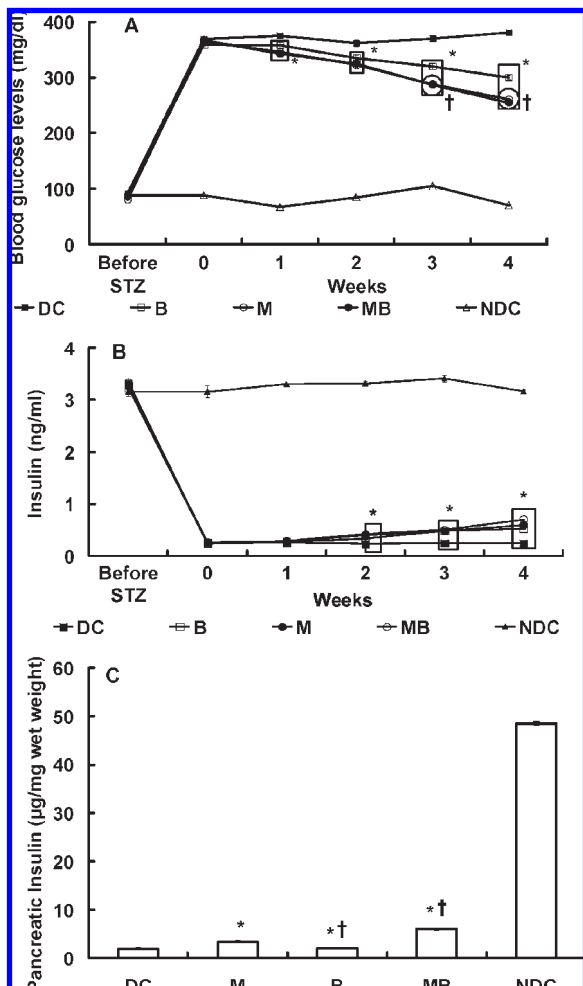 A
Blood glucose levels (mg/dl)
400
300
200
100
0
*
*
*
*
†
†
Before
STZ
0
1
2
3
4
Weeks
DC
B
M
MB
NDC
B
Insulin (ng/ml)
4
3
2
1
0
*
*
*
Before
STZ
0
1
2
3
4
Weeks
DC
B
M
MB
NDC
C
Pancreatic Insulin (µg/mg wet weight)
60
50
40
30
20
10
0
*
*†
*†
DC
M
B
MB
NDC